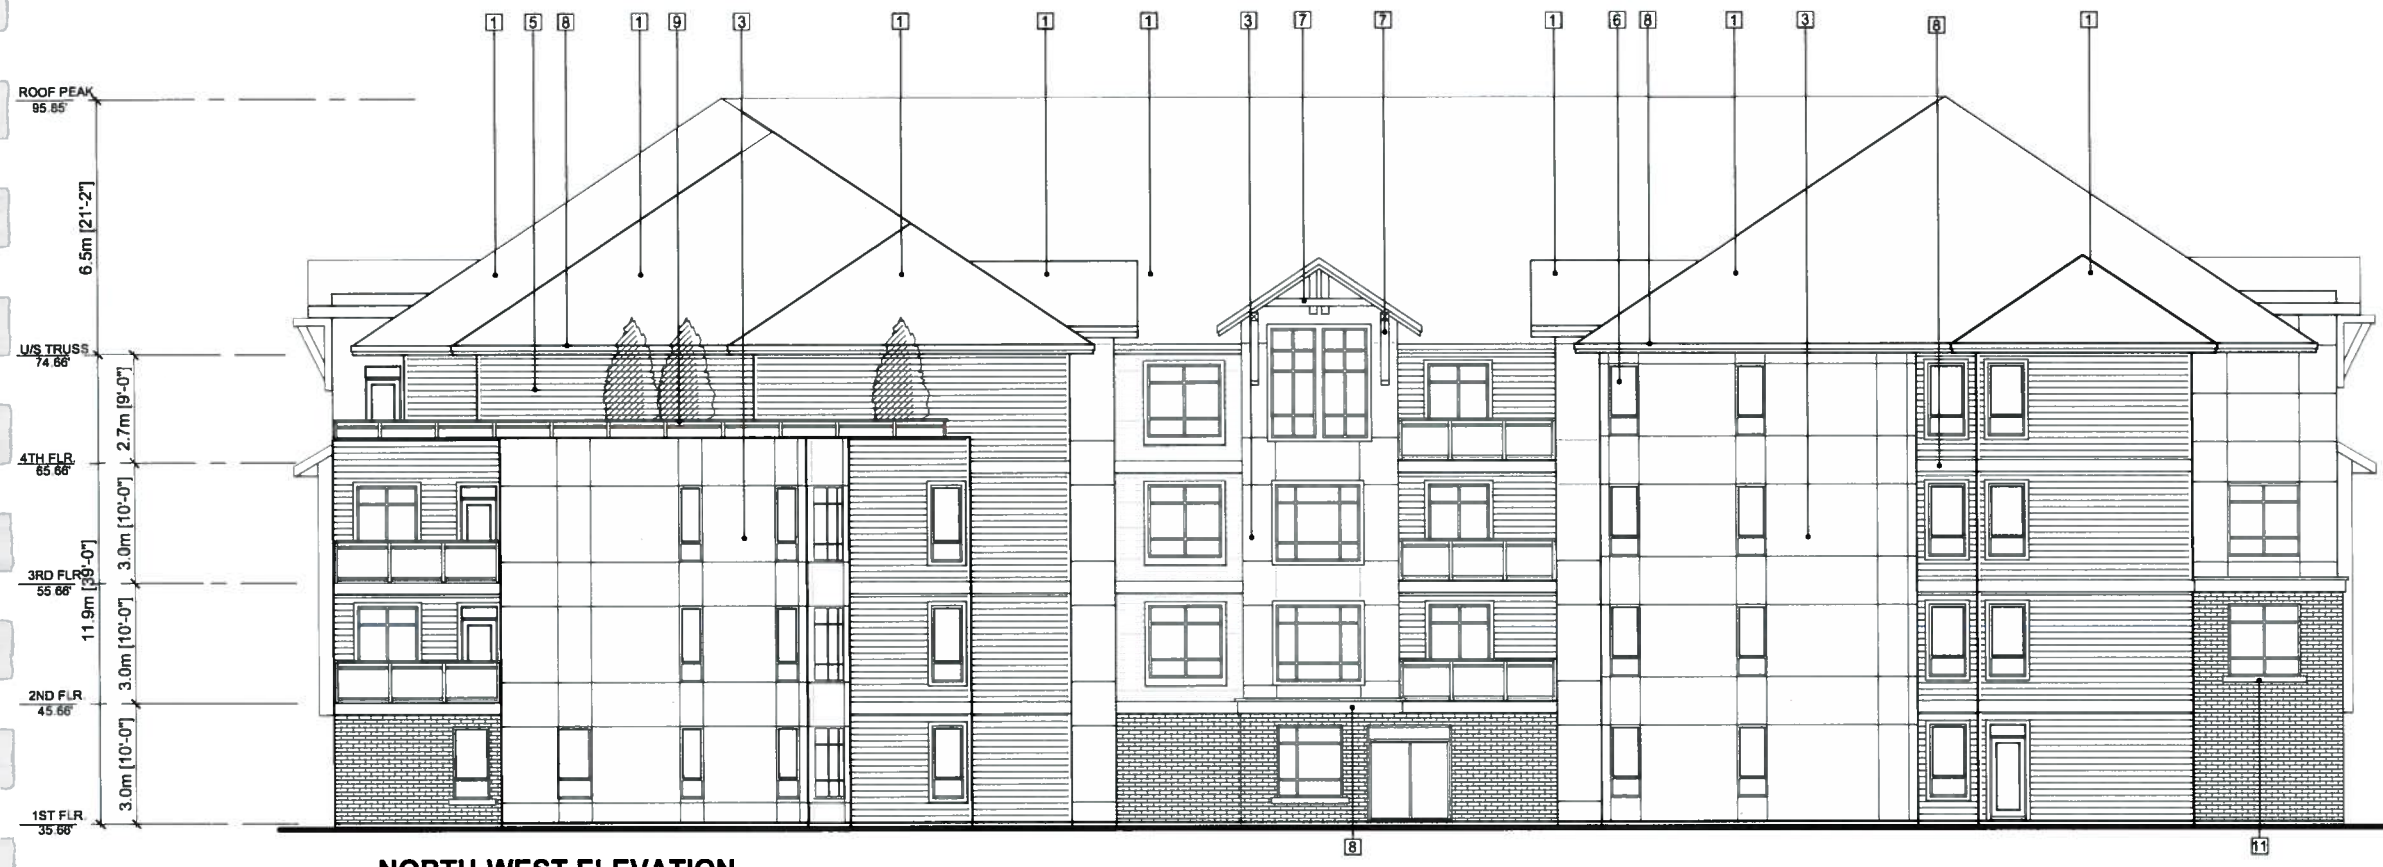 1 5 8 1 9 3 1 1 1 3 7 7 1 6 8 1 3 8 1
ROOF PEAK
95.85'
6.5m [21'-2"]
U/S TRUSS
74.66'
2.7m [9'-0"]
4TH FLR.
65.66'
3.0m [10'-0"]
11.9m [39'-0"]
3RD FLR.
55.66'
3.0m [10'-0"]
2ND FLR.
45.66'
3.0m [10'-0"]
1ST FLR.
35.66'
8 11
NORTH WEST ELEVATION